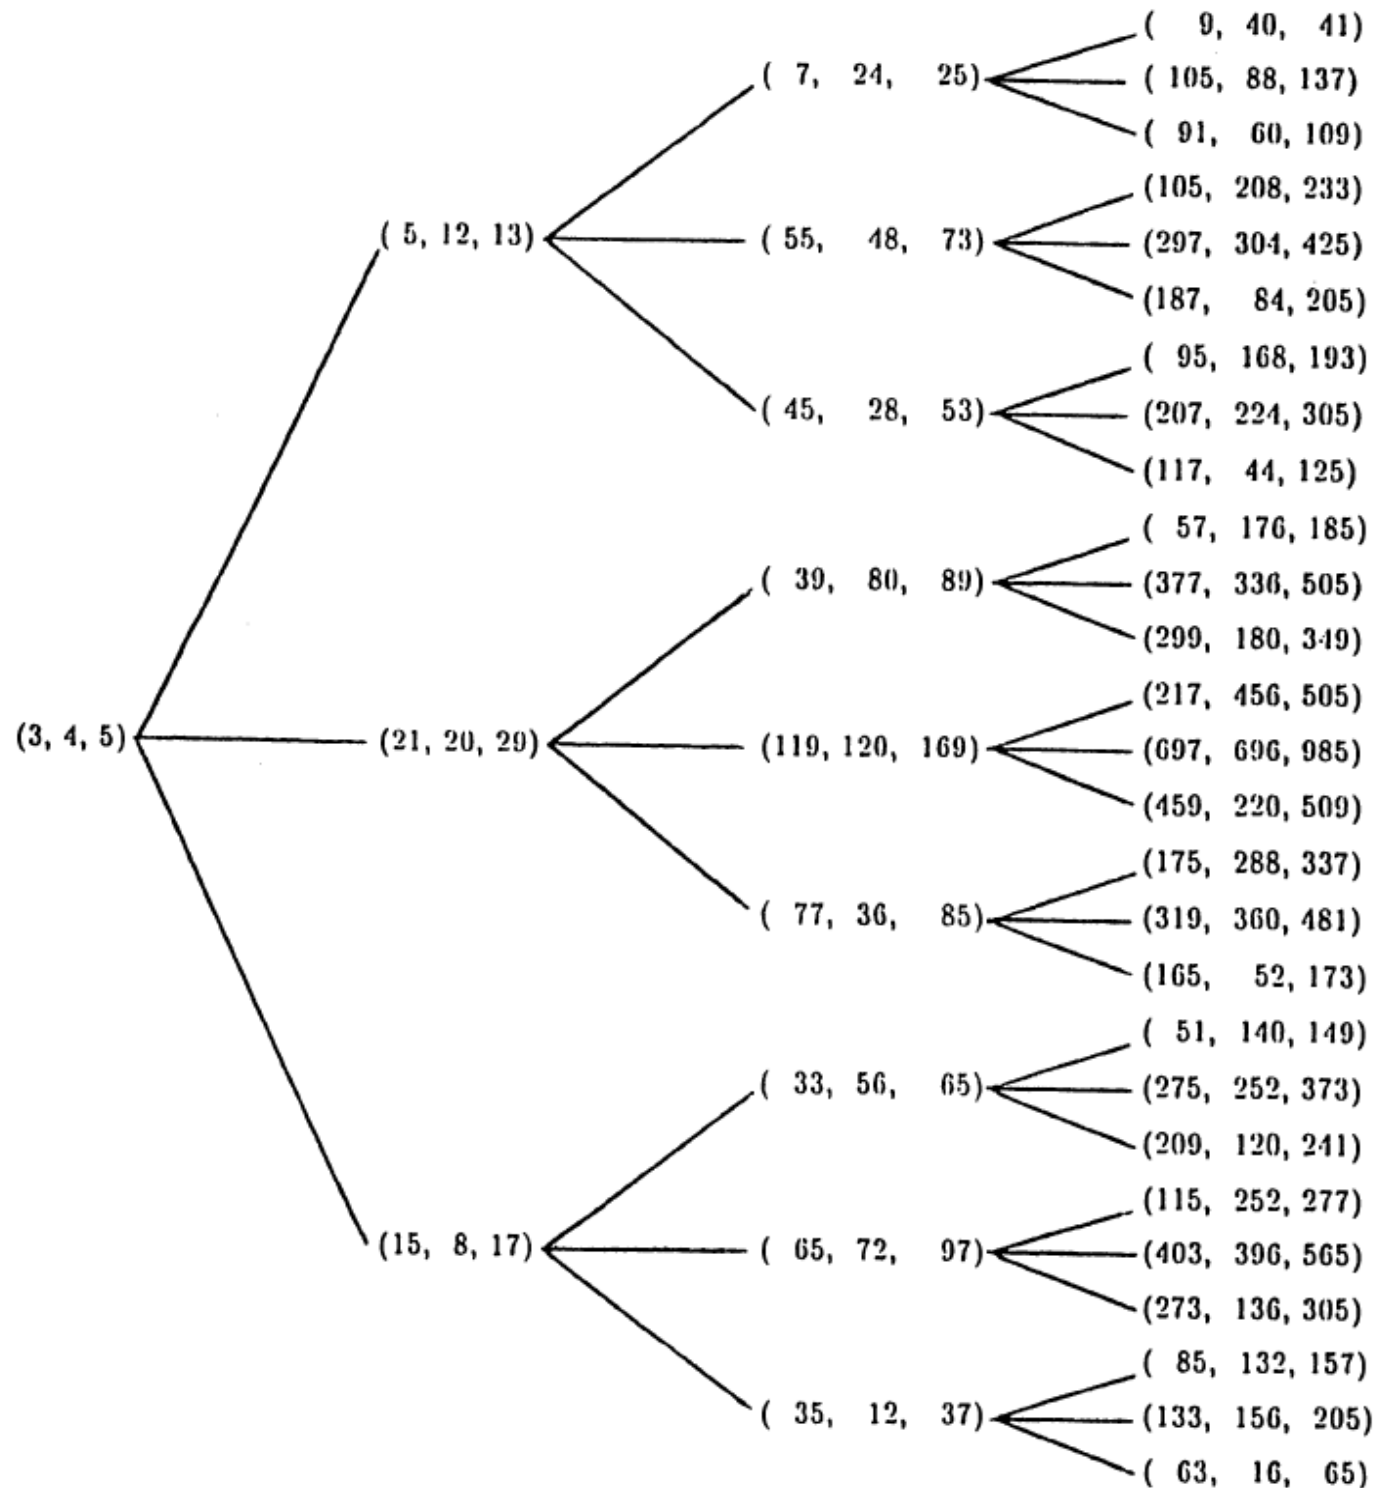 ( 9, 40, 41)
( 7, 24, 25) ( 105, 88, 137)
( 91, 60, 109)
(105, 208, 233)
( 5, 12, 13) ( 55, 48, 73) (297, 304, 425)
(187, 84, 205)
( 95, 168, 193)
( 45, 28, 53) (207, 224, 305)
(117, 44, 125)
( 57, 176, 185)
( 39, 80, 89) (377, 336, 505)
(299, 180, 349)
(217, 456, 505)
(3, 4, 5) (21, 20, 29) (119, 120, 169) (697, 696, 985)
(459, 220, 509)
(175, 288, 337)
( 77, 36, 85) (319, 360, 481)
(165, 52, 173)
( 51, 140, 149)
( 33, 56, 65) (275, 252, 373)
(209, 120, 241)
(115, 252, 277)
(15, 8, 17) ( 65, 72, 97) (403, 396, 565)
(273, 136, 305)
( 85, 132, 157)
( 35, 12, 37) (133, 156, 205)
( 63, 16, 65)